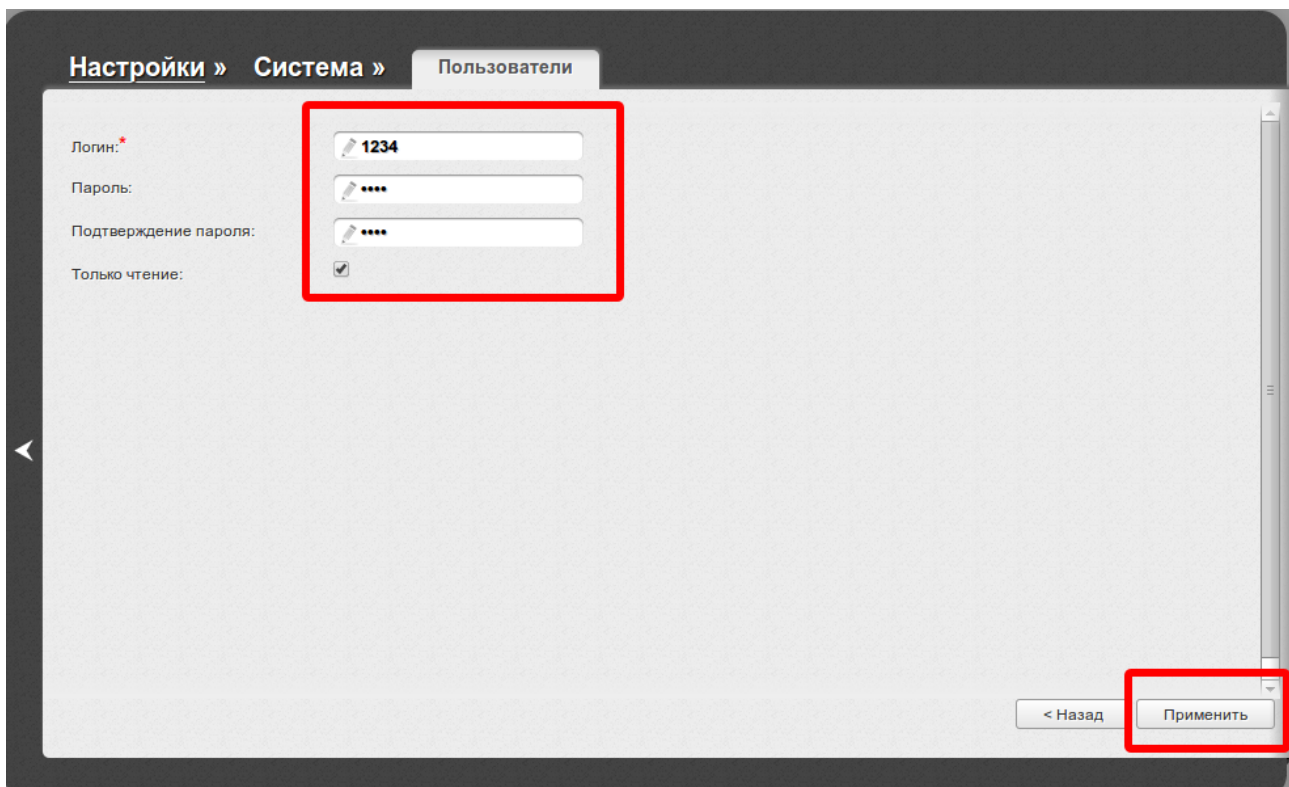 Настройки » Система » Пользователи
Логин:* 1234
Пароль: ••••
Подтверждение пароля: ••••
Только чтение:
< Назад Применить